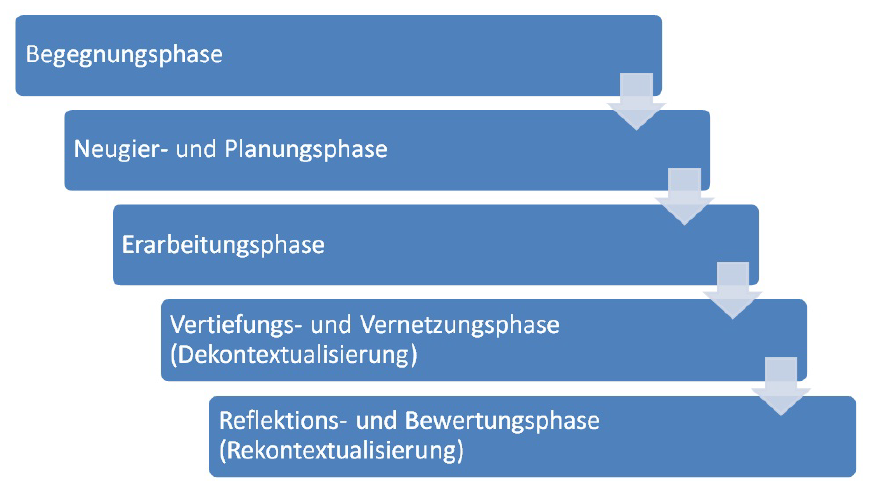 Begegnungsphase
Neugier- und Planungsphase
Erarbeitungsphase
Vertiefungs- und Vernetzungsphase
(Dekontextualisierung)
Reflektions- und Bewertungsphase
(Rekontextualisierung)